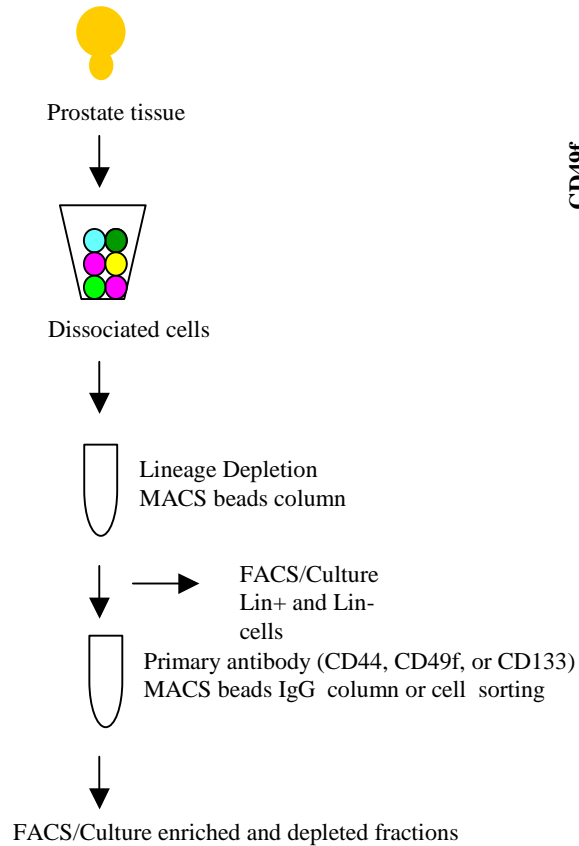 Prostate tissue
CD49f
Dissociated cells
Lineage Depletion
MACS beads column
FACS/Culture
Lin+ and Lin-
cells
Primary antibody (CD44, CD49f, or CD133)
MACS beads IgG column or cell sorting
FACS/Culture enriched and depleted fractions